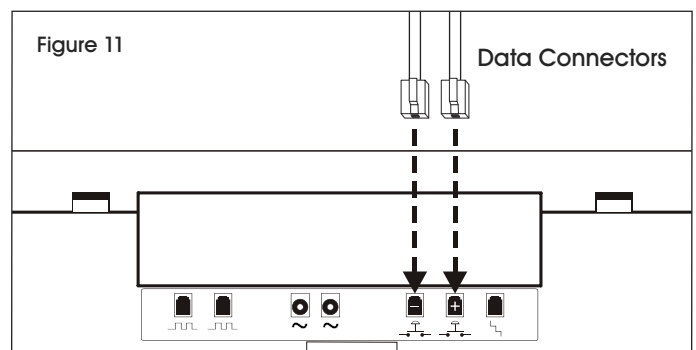 Figure 11
Data Connectors
~ ~
− +